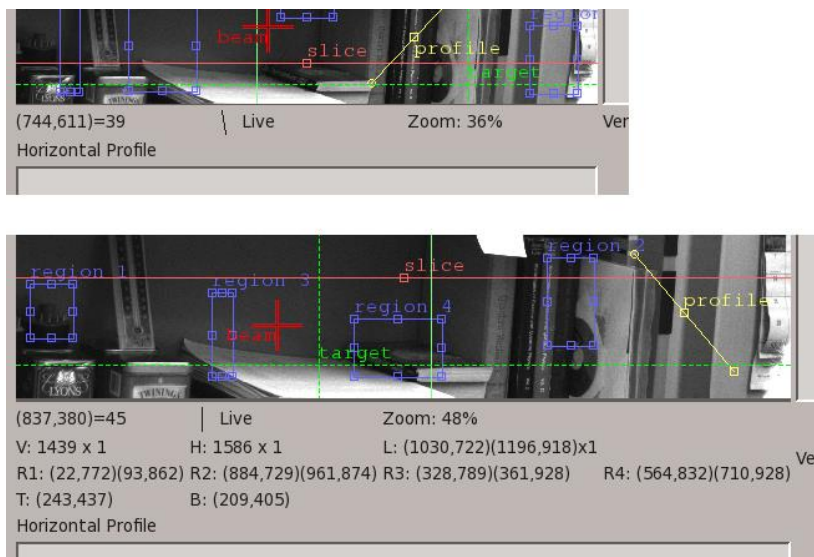 region
beam
slice
profile
target
LYONS
TWININGS
(744,611)=39
Live
Zoom: 36%
Ver
Horizontal Profile
region 1
region 2
slice
region 3
profile
region 4
beam
target
LYONS
TWININGS
(837,380)=45
Live
Zoom: 48%
V: 1439 x 1
H: 1586 x 1
L: (1030,722)(1196,918)x1
R1: (22,772)(93,862)
R2: (884,729)(961,874)
R3: (328,789)(361,928)
R4: (564,832)(710,928)
Ve
T: (243,437)
B: (209,405)
Horizontal Profile